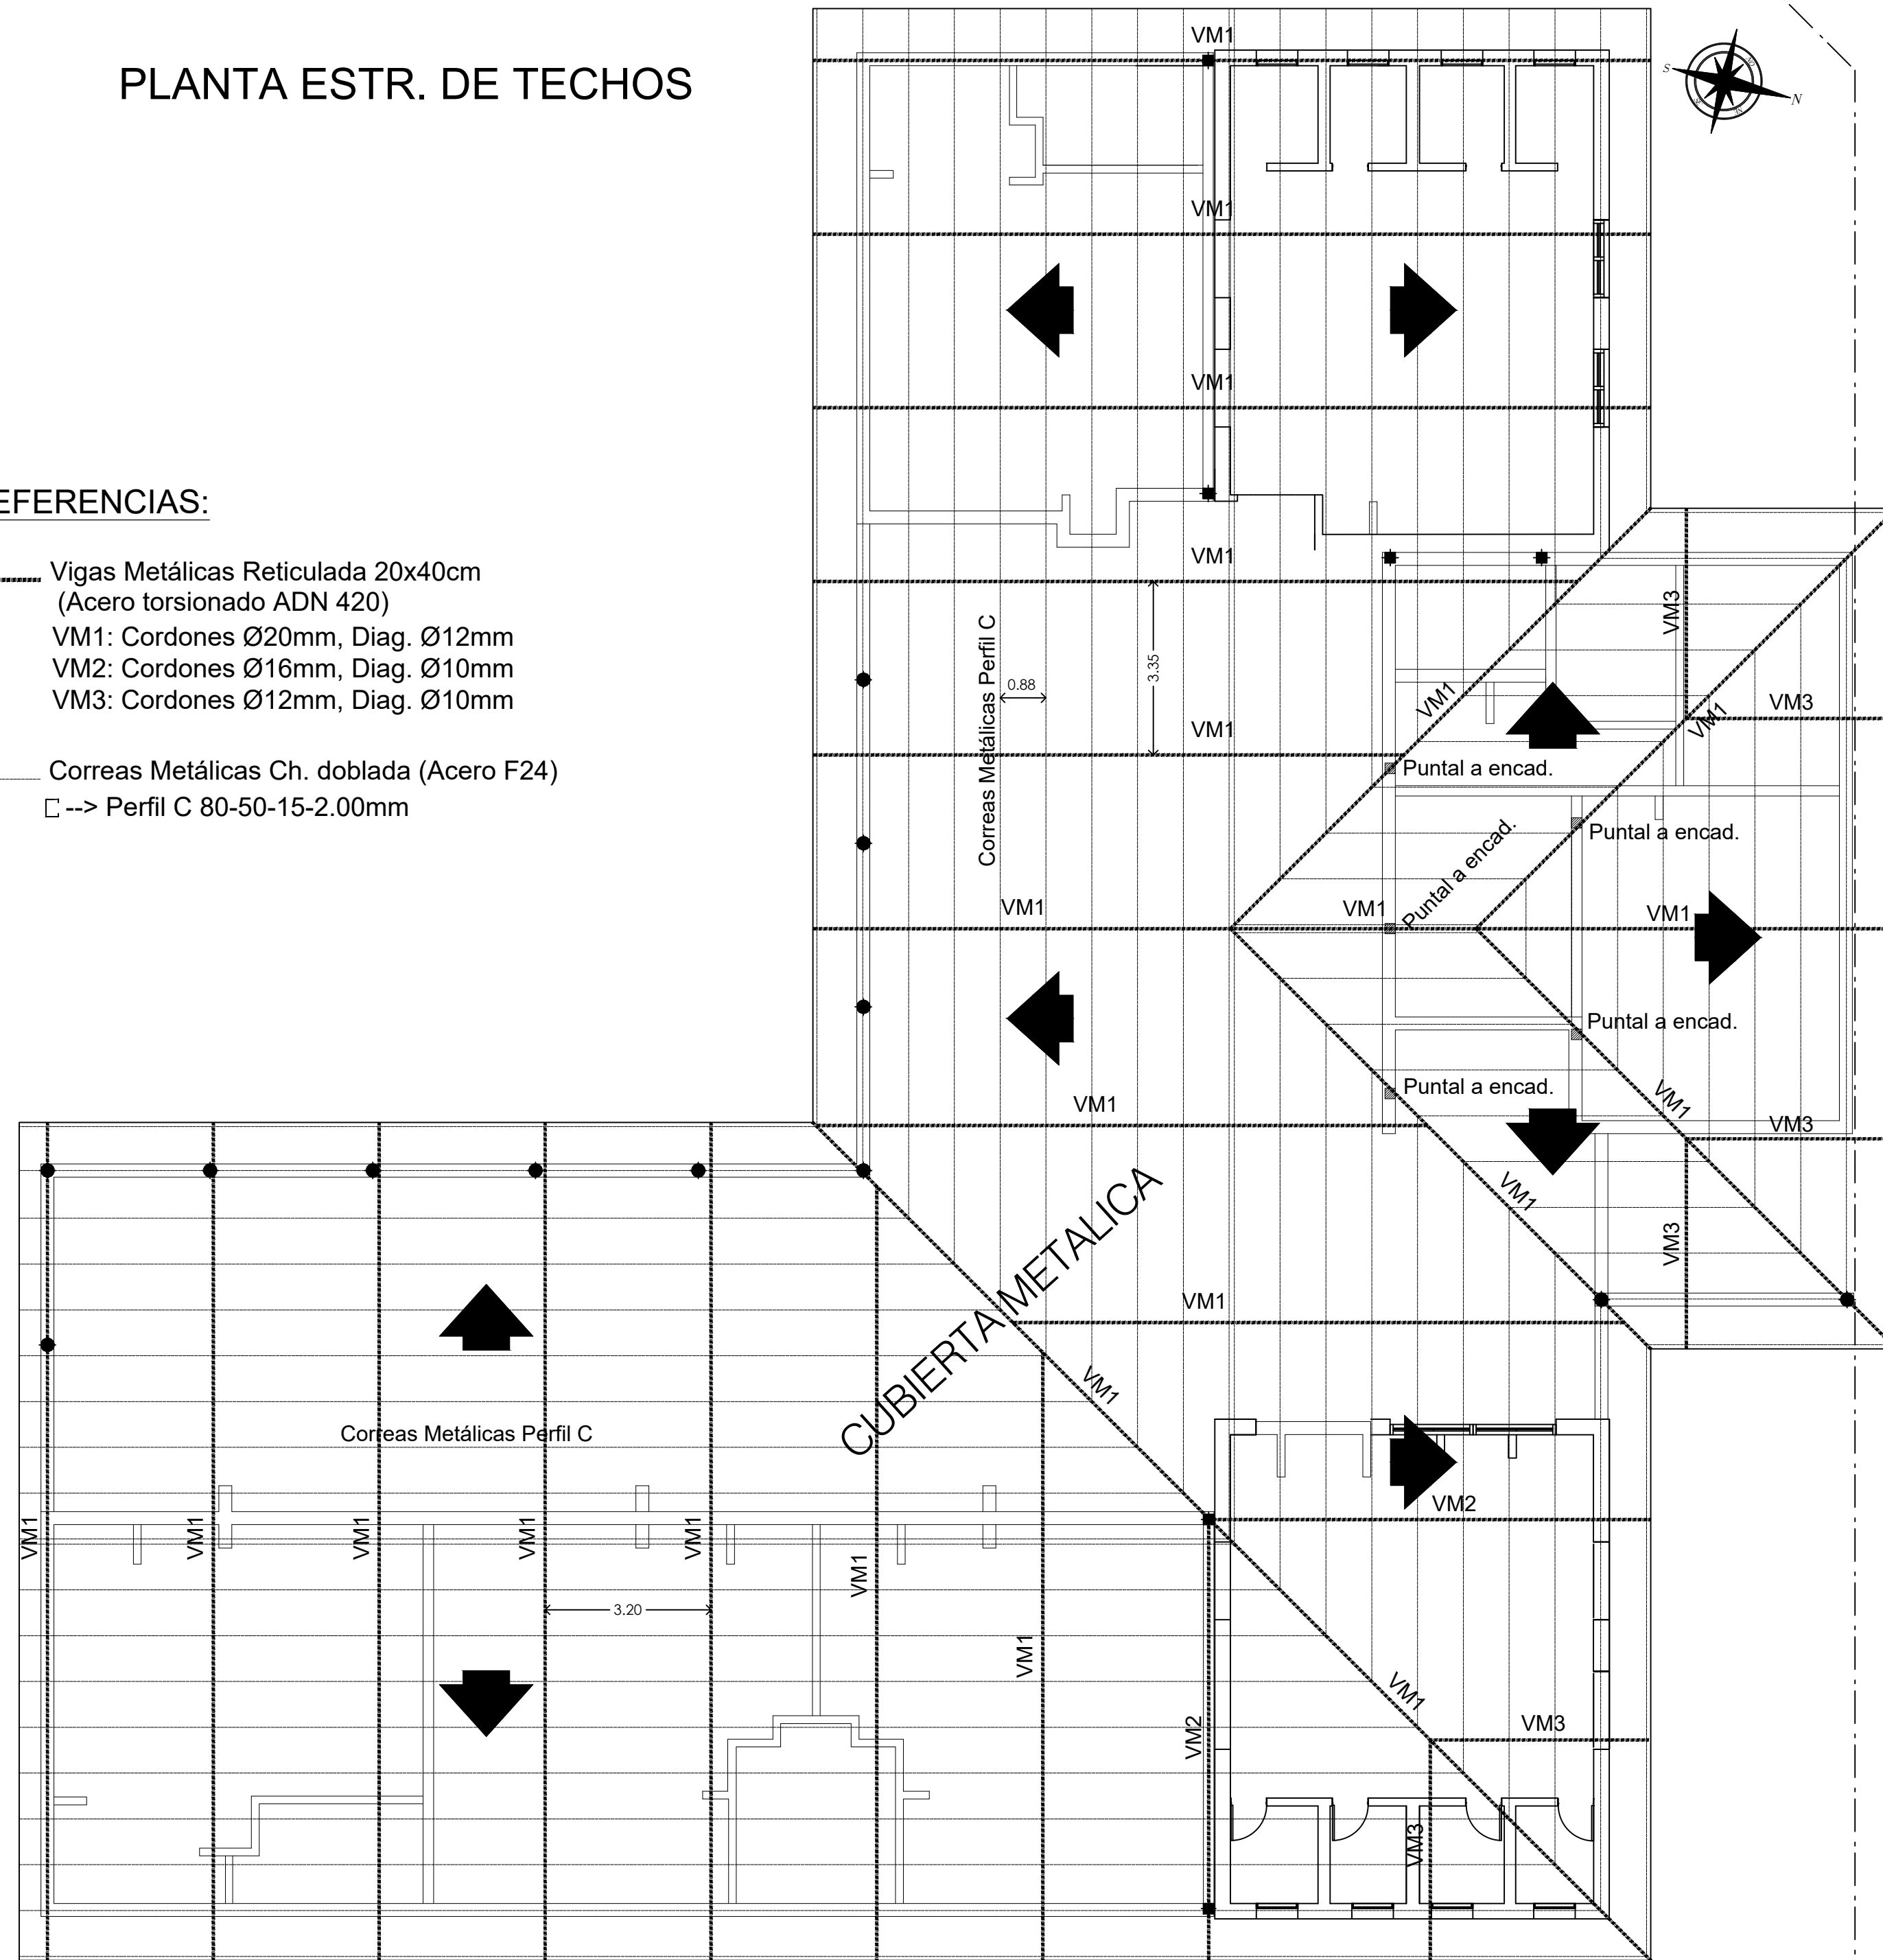 PLANTA ESTR. DE TECHOS
S
N
EFERENCIAS:
Vigas Metálicas Reticulada 20x40cm
(Acero torsionado ADN 420)
VM1: Cordones Ø20mm, Diag. Ø12mm
VM2: Cordones Ø16mm, Diag. Ø10mm
VM3: Cordones Ø12mm, Diag. Ø10mm
Correas Metálicas Ch. doblada (Acero F24)
--> Perfil C 80-50-15-2.00mm
VM1
VM1
VM1
VM1
VM1
Correas Metálicas Perfil C
0.88
3.35
VM1
VM1
VM3
VM3
Puntal a encad.
Puntal a encad.
Puntal a encad.
VM1
VM1
VM1
Puntal a encad.
Puntal a encad.
VM1
VM1
VM3
VM1
VM3
VM1
CUBIERTA METALICA
VM1
Correas Metálicas Perfil C
VM2
VM1
VM1
VM1
VM1
VM1
VM1
3.20
VM1
VM1
VM2
VM3
VM3